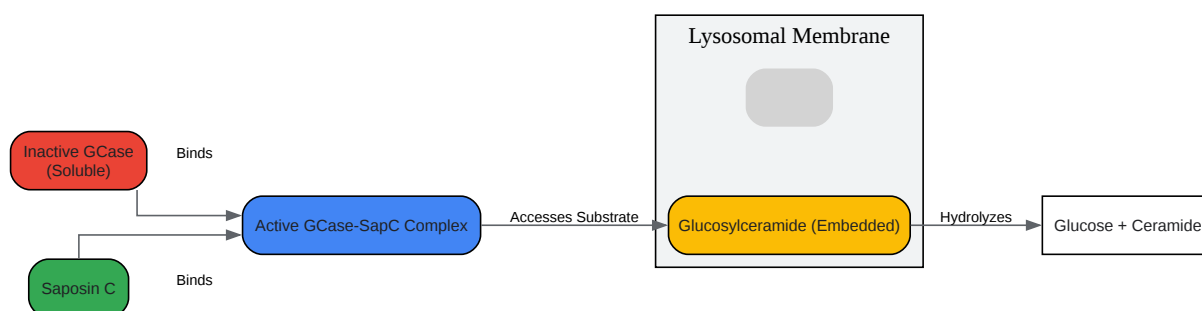 Lysosomal Membrane
Inactive GCase
(Soluble)
Binds
Active GCase-SapC Complex
Accesses Substrate
Glucosylceramide (Embedded)
Hydrolyzes
Glucose + Ceramide
Saposin C
Binds